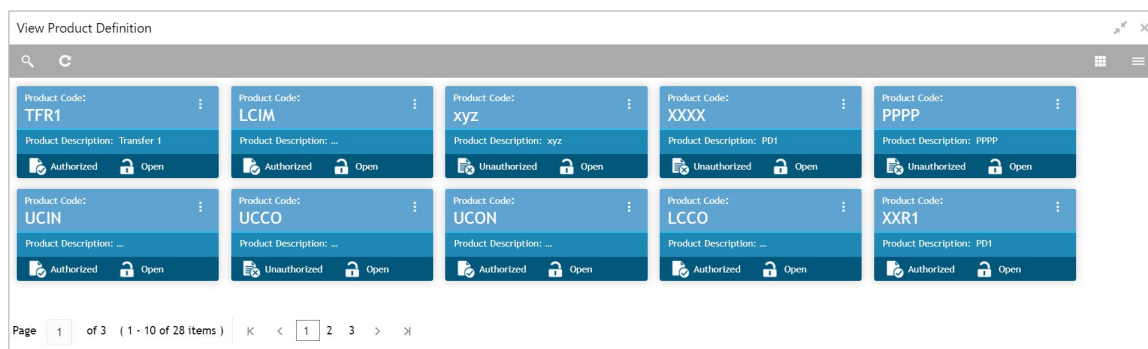 View Product Definition
Product Code:
TFR1
Product Description: Transfer 1
Authorized Open
Product Code:
LCIM
Product Description: ...
Authorized Open
Product Code:
xyz
Product Description: xyz
Unauthorized Open
Product Code:
XXXX
Product Description: PD1
Unauthorized Open
Product Code:
PPPP
Product Description: PPPP
Unauthorized Open
Product Code:
UCIN
Product Description: ...
Authorized Open
Product Code:
UCCO
Product Description: ...
Unauthorized Open
Product Code:
UCON
Product Description: ...
Authorized Open
Product Code:
LCCO
Product Description: ...
Authorized Open
Product Code:
XXR1
Product Description: PD1
Authorized Open
Page 1 of 3 ( 1 - 10 of 28 items ) 1 2 3